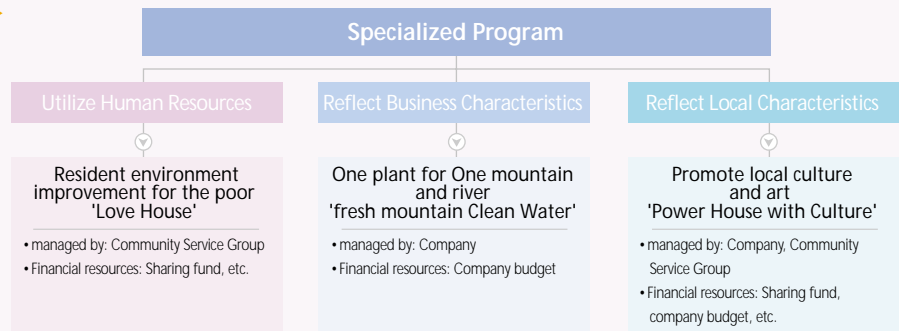 Specialized Program
Utilize Human Resources
Reflect Business Characteristics
Reflect Local Characteristics
Resident environment
improvement for the poor
'Love House'
• managed by: Community Service Group
• Financial resources: Sharing fund, etc.
One plant for One mountain
and river
'fresh mountain Clean Water'
• managed by: Company
• Financial resources: Company budget
Promote local culture
and art
'Power House with Culture'
• managed by: Company, Community
Service Group
• Financial resources: Sharing fund,
company budget, etc.